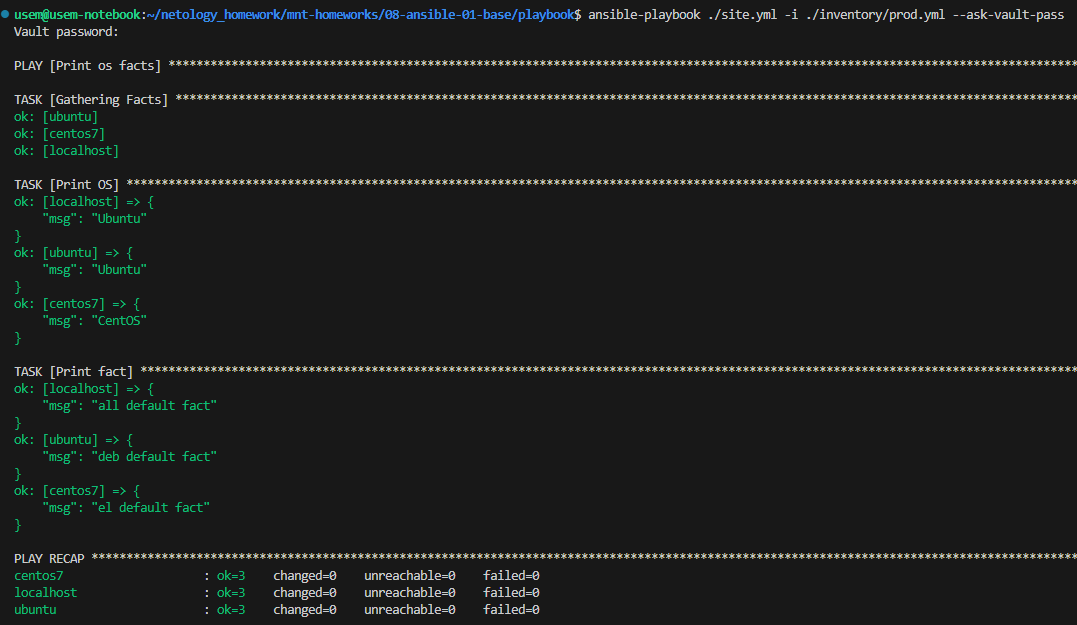 usem@usem-notebook:~/netology_homework/mnt-homeworks/08-ansible-01-base/playbook$ ansible-playbook ./site.yml -i ./inventory/prod.yml --ask-vault-pass
Vault password:
PLAY [Print os facts] **********************************************************************************************************************************
TASK [Gathering Facts] *********************************************************************************************************************************
ok: [ubuntu]
ok: [centos7]
ok: [localhost]
TASK [Print OS] ****************************************************************************************************************************************
ok: [localhost] => {
    "msg": "Ubuntu"
}
ok: [ubuntu] => {
    "msg": "Ubuntu"
}
ok: [centos7] => {
    "msg": "CentOS"
}
TASK [Print fact] **************************************************************************************************************************************
ok: [localhost] => {
    "msg": "all default fact"
}
ok: [ubuntu] => {
    "msg": "deb default fact"
}
ok: [centos7] => {
    "msg": "el default fact"
}
PLAY RECAP *********************************************************************************************************************************************
centos7                    : ok=3    changed=0    unreachable=0    failed=0
localhost                  : ok=3    changed=0    unreachable=0    failed=0
ubuntu                     : ok=3    changed=0    unreachable=0    failed=0